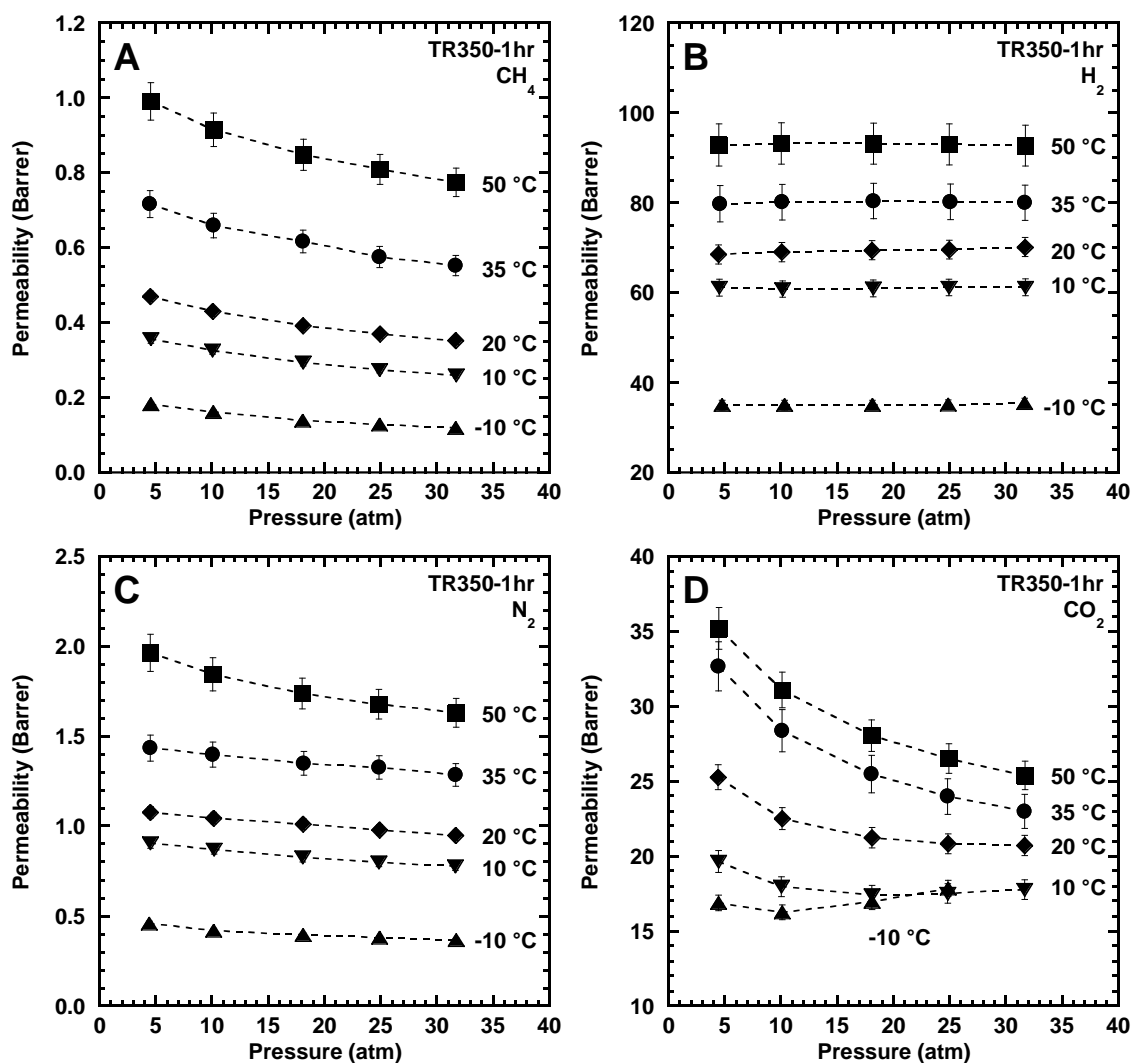 A
TR350-1hr
CH₄
Permeability (Barrer)
1.2
1.0
0.8
0.6
0.4
0.2
0.0
50 °C
35 °C
20 °C
10 °C
-10 °C
0 5 10 15 20 25 30 35 40
Pressure (atm)
B
TR350-1hr
H₂
Permeability (Barrer)
120
100
80
60
40
20
50 °C
35 °C
20 °C
10 °C
-10 °C
0 5 10 15 20 25 30 35 40
Pressure (atm)
C
TR350-1hr
N₂
Permeability (Barrer)
2.5
2.0
1.5
1.0
0.5
0.0
50 °C
35 °C
20 °C
10 °C
-10 °C
0 5 10 15 20 25 30 35 40
Pressure (atm)
D
TR350-1hr
CO₂
Permeability (Barrer)
40
35
30
25
20
15
10
50 °C
35 °C
20 °C
10 °C
-10 °C
0 5 10 15 20 25 30 35 40
Pressure (atm)